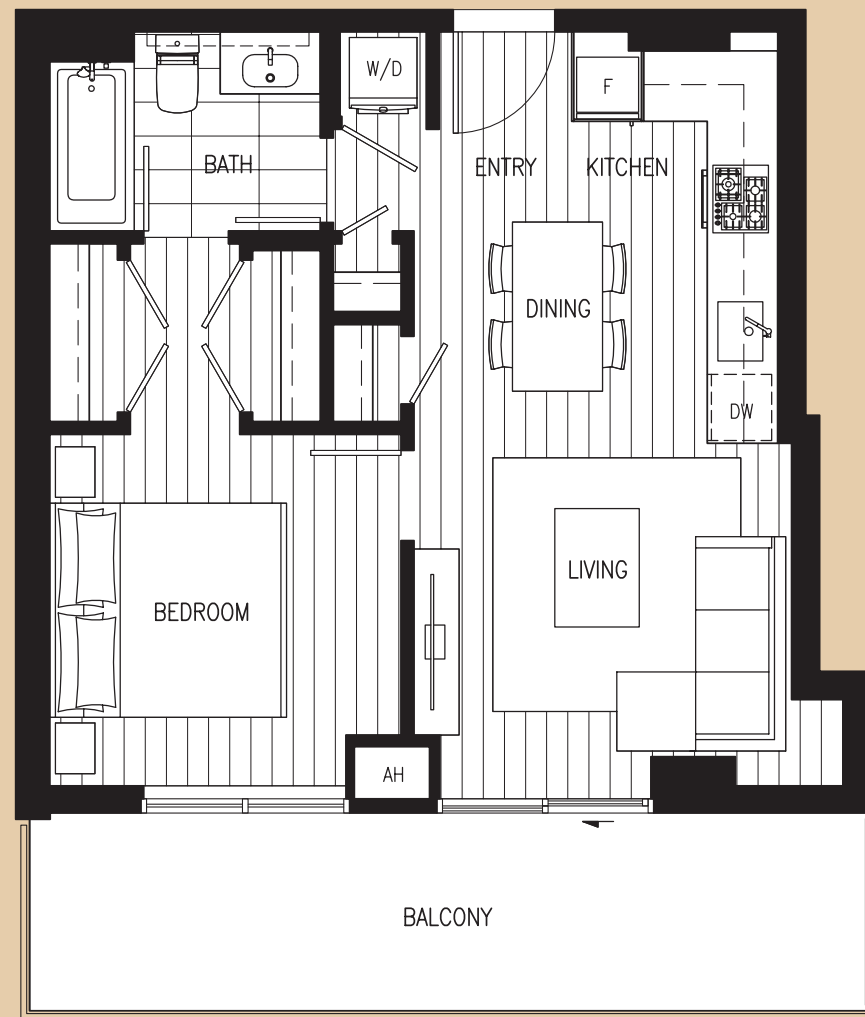 W/D
F
BATH
ENTRY
KITCHEN
DINING
DW
LIVING
BEDROOM
AH
BALCONY